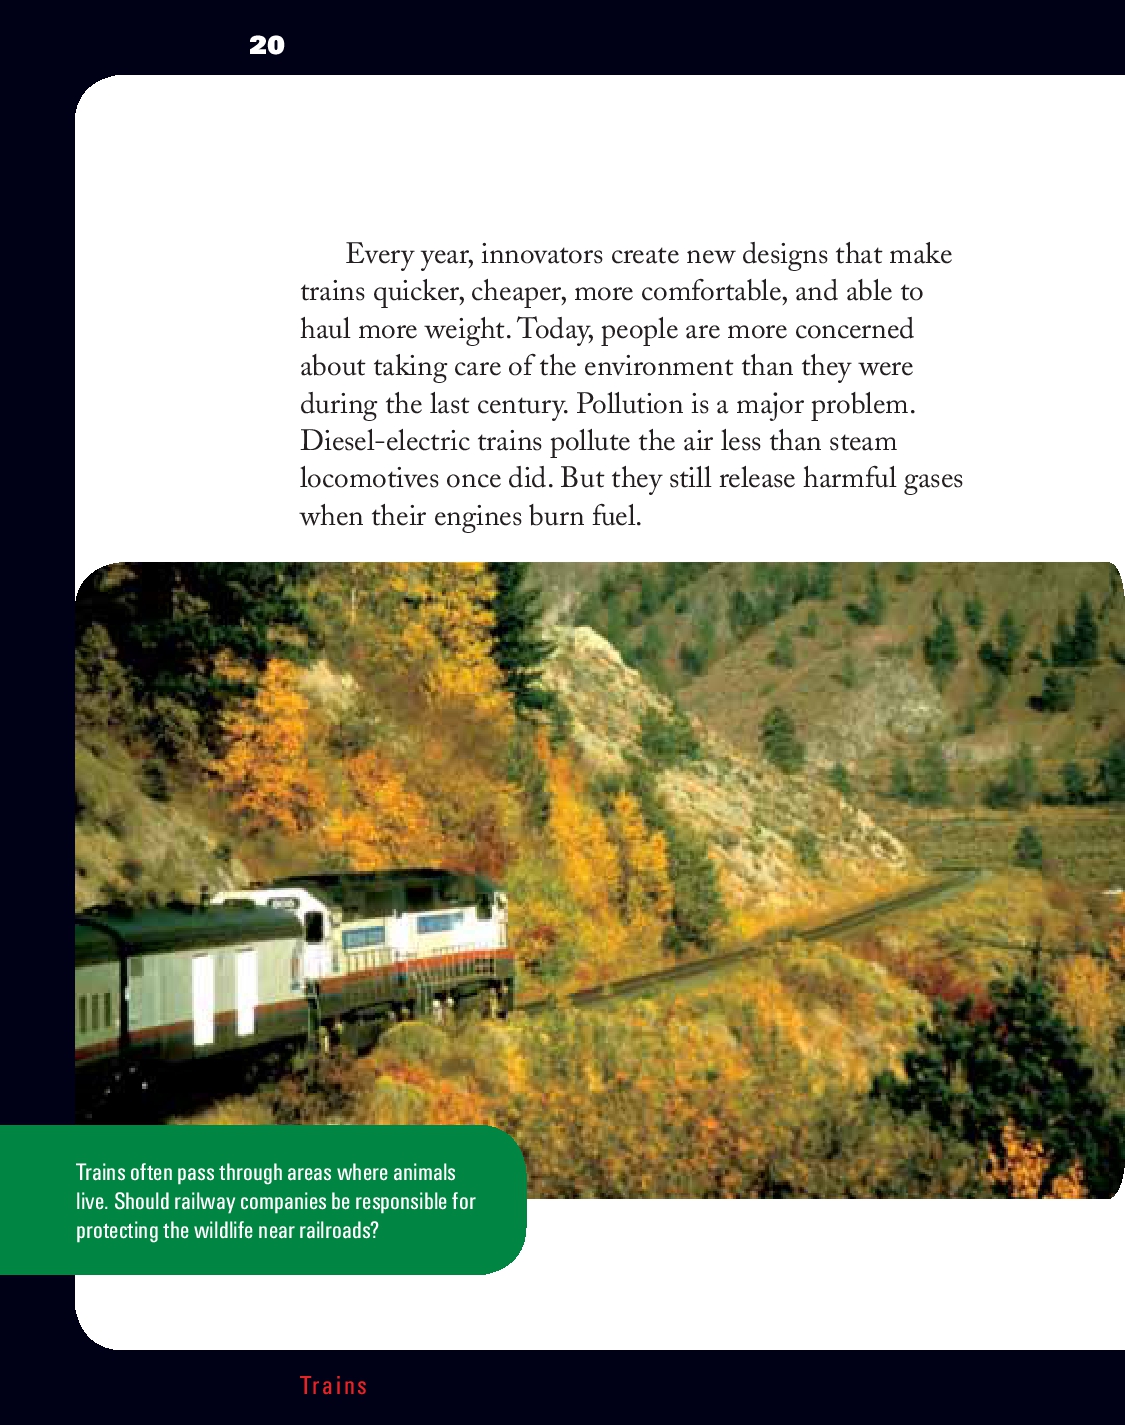 20
Every year, innovators create new designs that make
trains quicker, cheaper, more comfortable, and able to
haul more weight. Today, people are more concerned
about taking care of the environment than they were
during the last century. Pollution is a major problem.
Diesel-electric trains pollute the air less than steam
locomotives once did. But they still release harmful gases
when their engines burn fuel.
Trains often pass through areas where animals
live. Should railway companies be responsible for
protecting the wildlife near railroads?
Trains